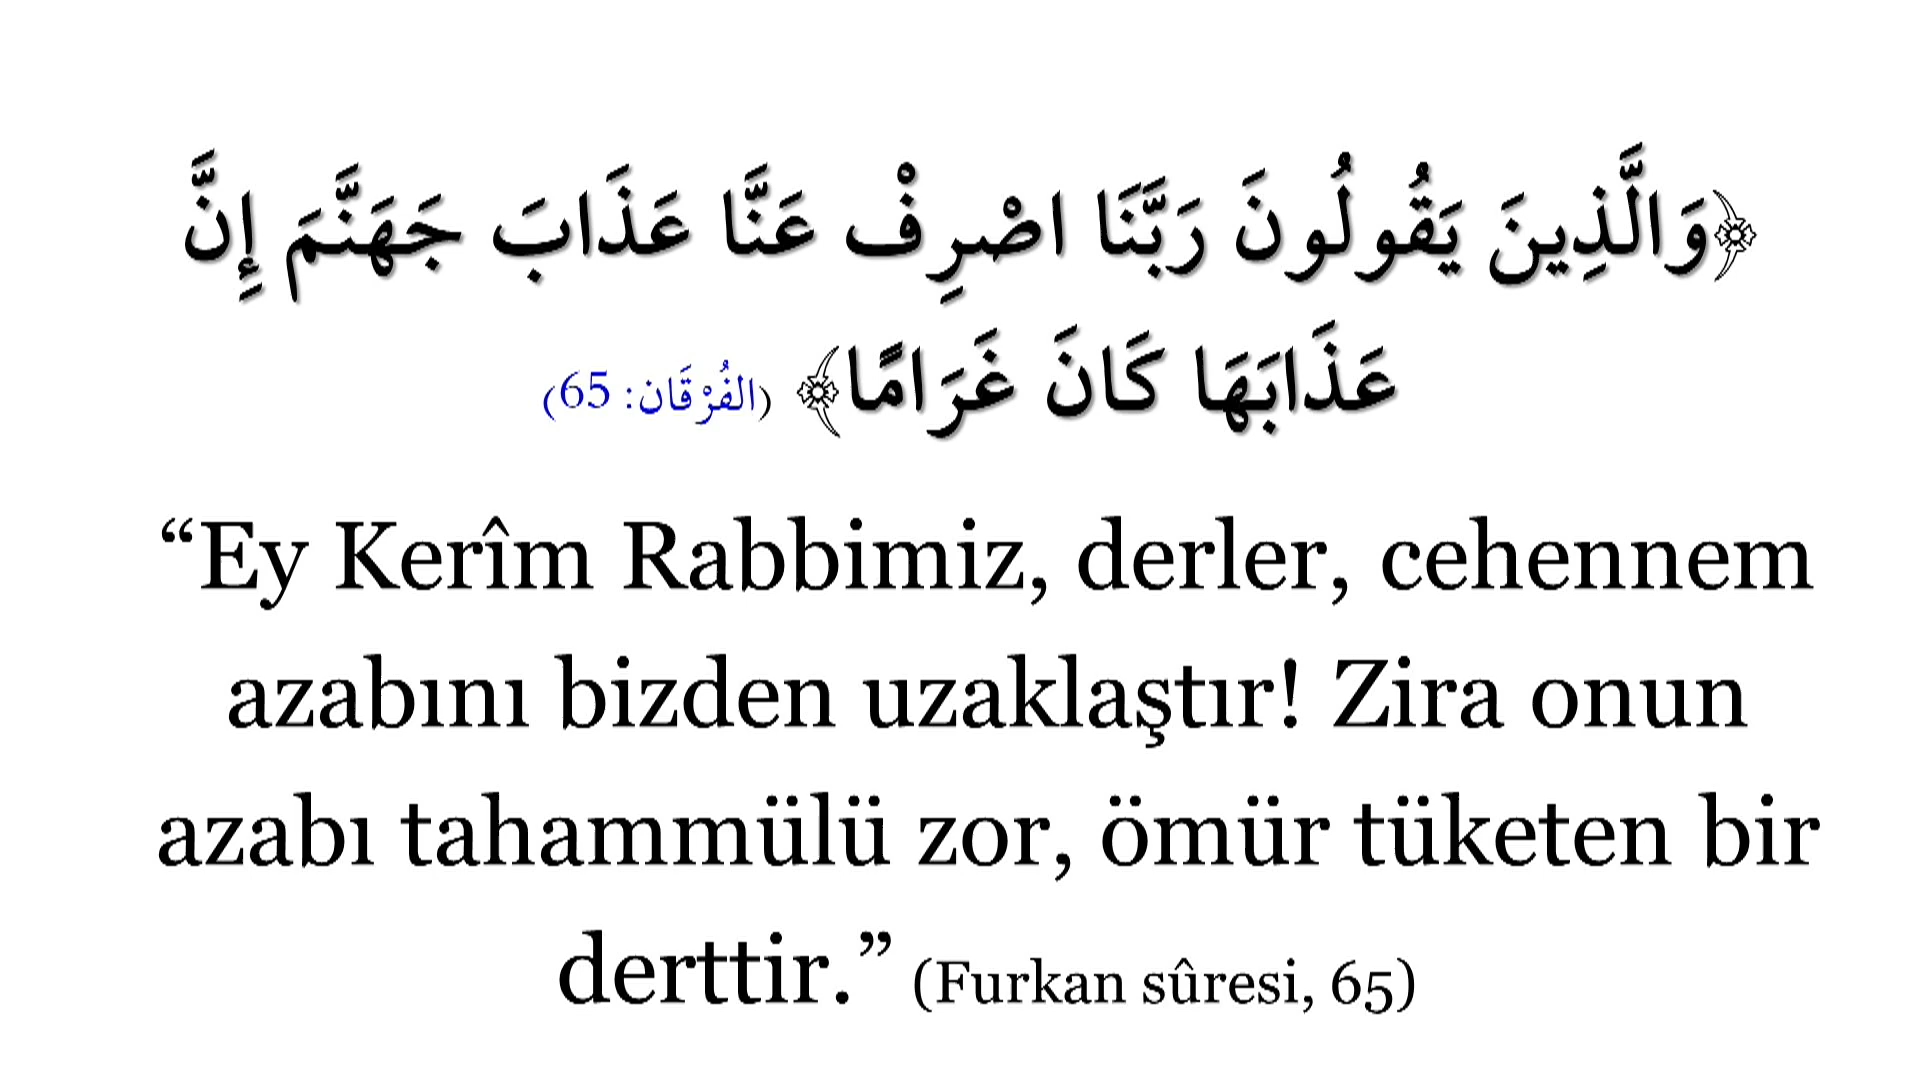 ﴿وَالَّذِينَ يَقُولُونَ رَبَّنَا اصْرِفْ عَنَّا عَذَابَ جَهَنَّمَ إِنَّ
عَذَابَهَا كَانَ غَرَامًا﴾ (الفُرْقَان: 65)
“Ey Kerîm Rabbimiz, derler, cehennem
azabını bizden uzaklaştır! Zira onun
azabı tahammülü zor, ömür tüketen bir
derttir.” (Furkan sûresi, 65)